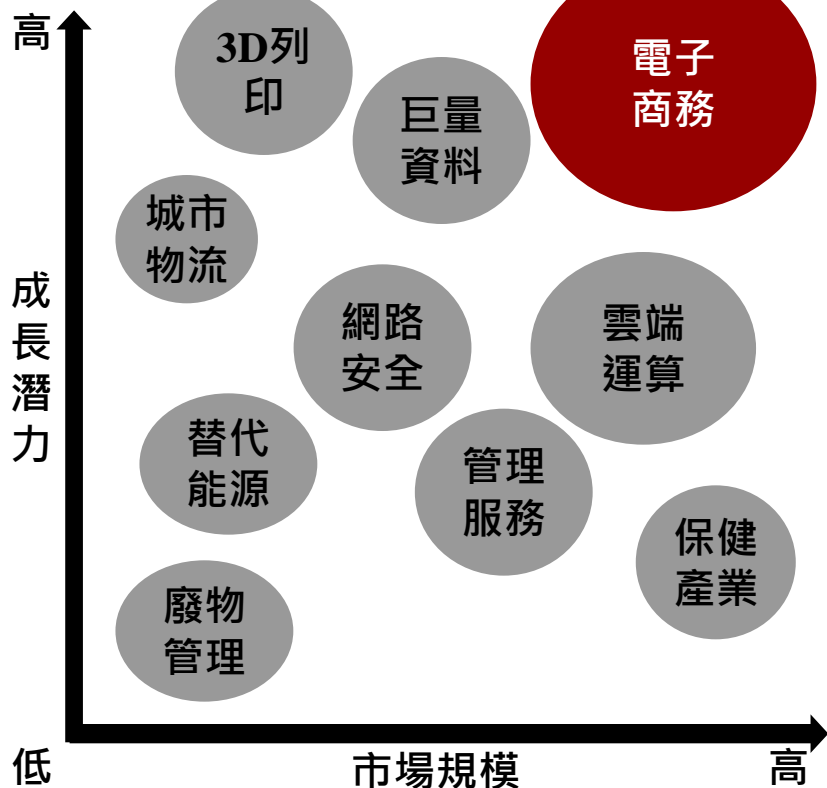 高
3D列
印
電子
商務
巨量
資料
城市
物流
成
長
潛
力
網路
安全
雲端
運算
替代
能源
管理
服務
保健
產業
廢物
管理
低
市場規模
高